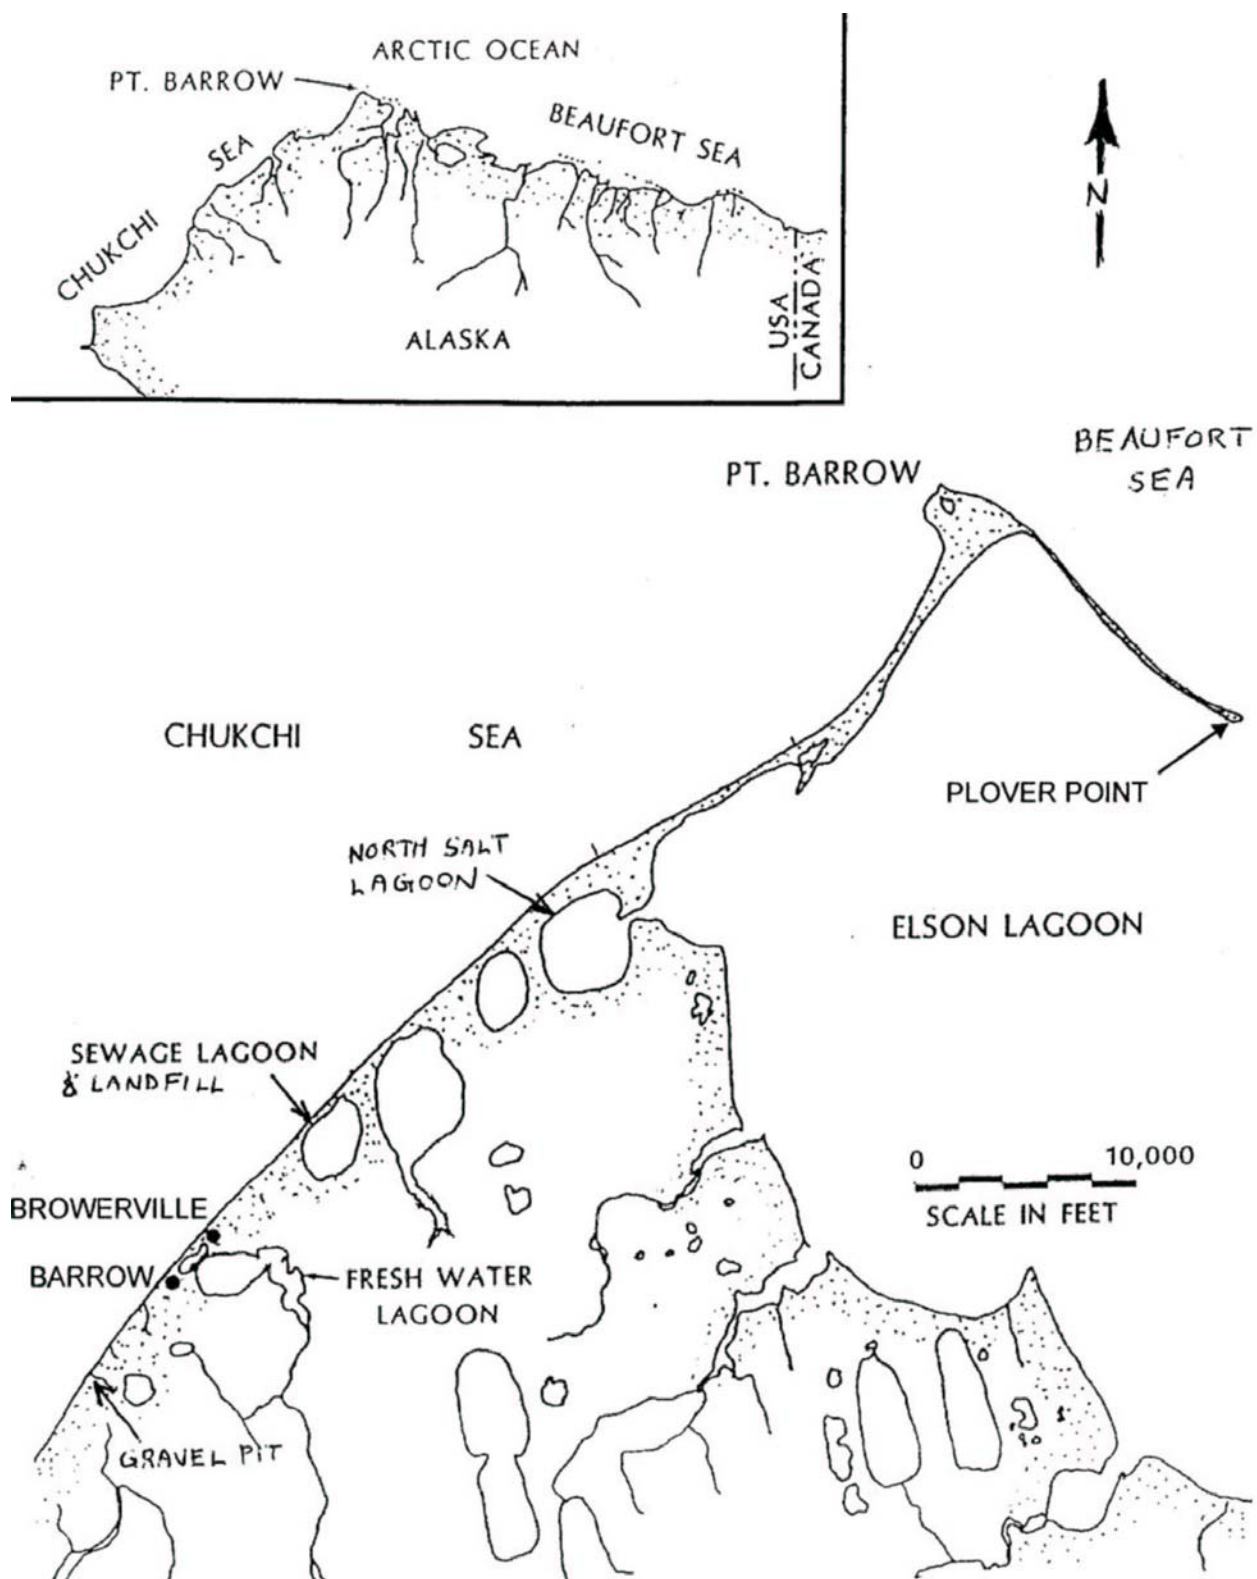 ARCTIC OCEAN
PT. BARROW
BEAUFORT SEA
CHUKCHI SEA
ALASKA
USA
CANADA
N
BEAUFORT
SEA
PT. BARROW
CHUKCHI SEA
PLOVER POINT
NORTH SALT
LAGOON
ELSON LAGOON
SEWAGE LAGOON
& LANDFILL
0 10,000
SCALE IN FEET
BROWERVILLE
BARROW
FRESH WATER
LAGOON
GRAVEL PIT